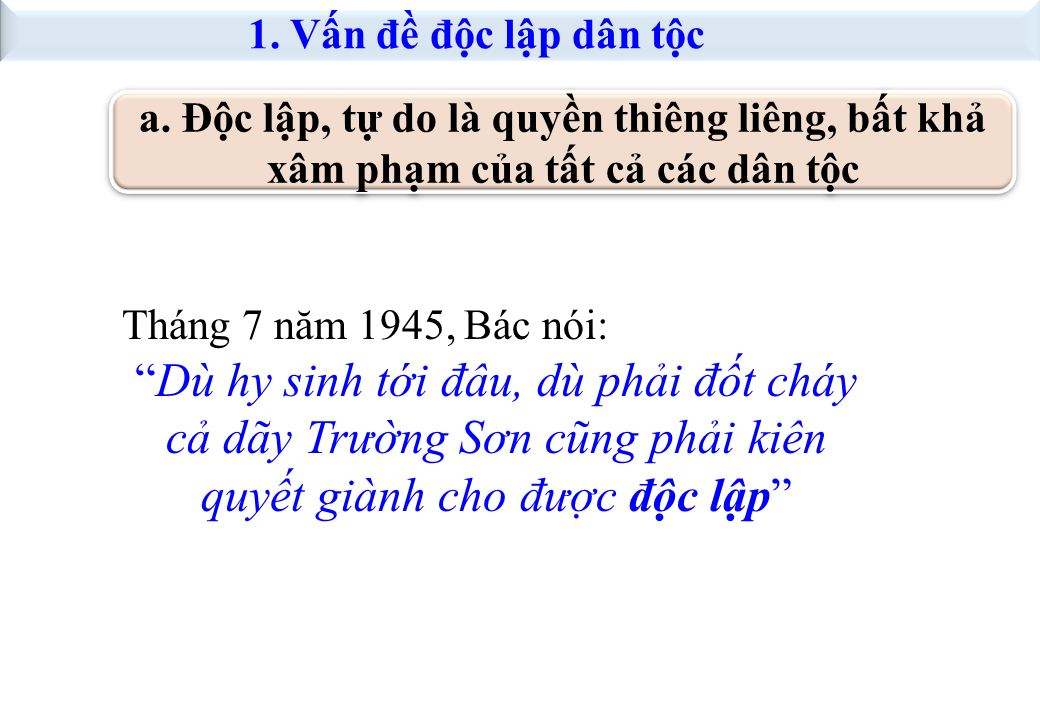 1. Vấn đề độc lập dân tộc
a. Độc lập, tự do là quyền thiêng liêng, bất khả
xâm phạm của tất cả các dân tộc
Tháng 7 năm 1945, Bác nói:
“Dù hy sinh tới đâu, dù phải đốt cháy
cả dãy Trường Sơn cũng phải kiên
quyết giành cho được độc lập”